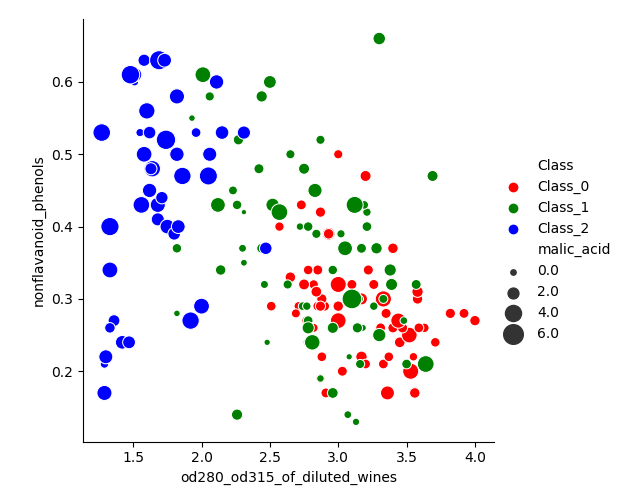 0.6
0.5
0.4
0.3
0.2
nonflavanoid_phenols
1.5 2.0 2.5 3.0 3.5 4.0
od280_od315_of_diluted_wines
Class
Class_0
Class_1
Class_2
malic_acid
0.0
2.0
4.0
6.0